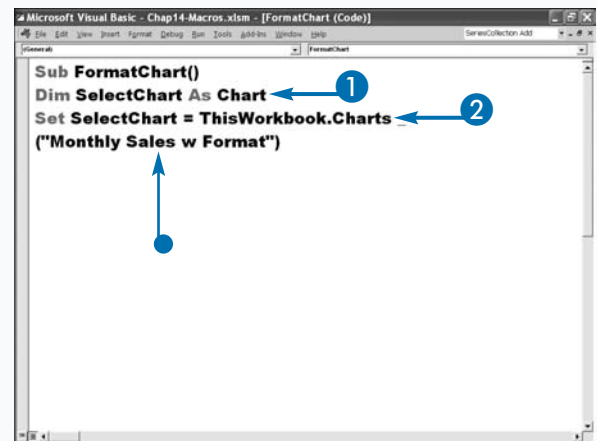 Microsoft Visual Basic - Chap14-Macros.xlsm - [FormatChart (Code)]
File Edit View Insert Format Debug Run Tools Add-Ins Window Help SeriesCollection Add
(General) FormatChart
Sub FormatChart()
Dim SelectChart As Chart 1
Set SelectChart = ThisWorkbook.Charts _ 2
("Monthly Sales w Format")